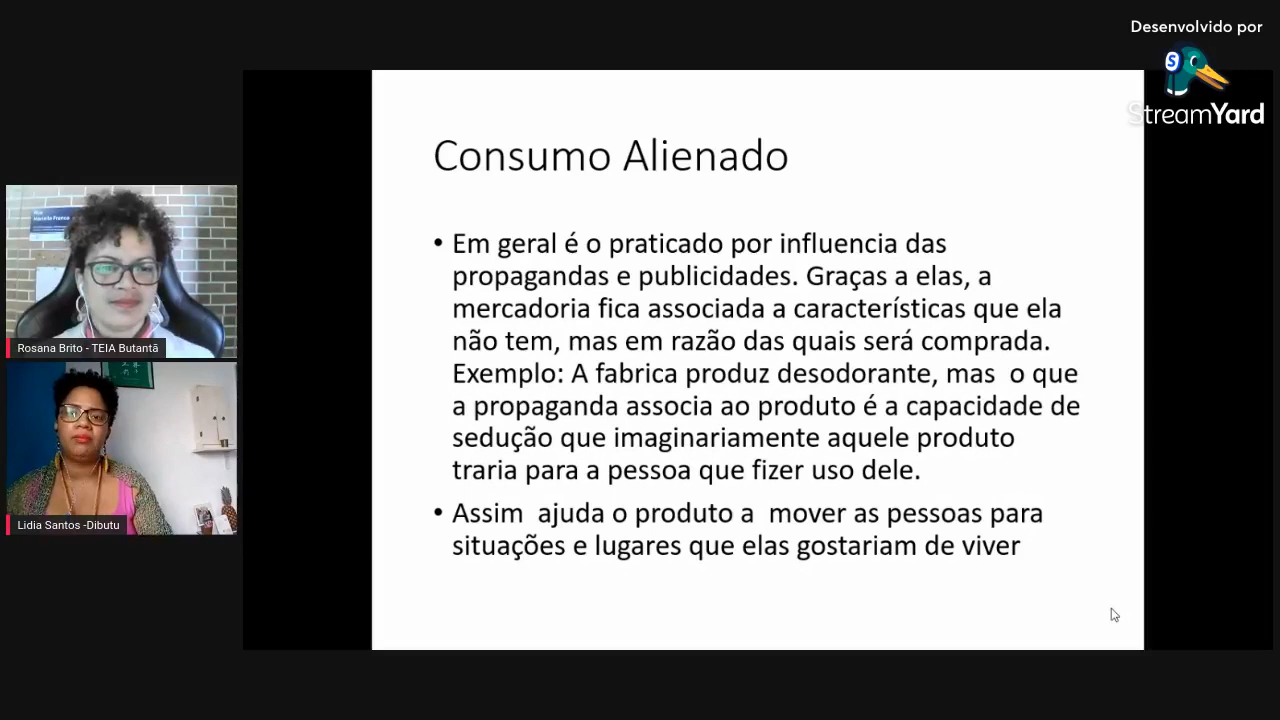 Desenvolvido por
StreamYard
Consumo Alienado
• Em geral é o praticado por influencia das
propagandas e publicidades. Graças a elas, a
mercadoria fica associada a características que ela
não tem, mas em razão das quais será comprada.
Exemplo: A fabrica produz desodorante, mas  o que
a propaganda associa ao produto é a capacidade de
sedução que imaginariamente aquele produto
traria para a pessoa que fizer uso dele.
• Assim  ajuda o produto a  mover as pessoas para
situações e lugares que elas gostariam de viver
Rosana Brito - TEIA Butantã
Lidia Santos -Dibutu